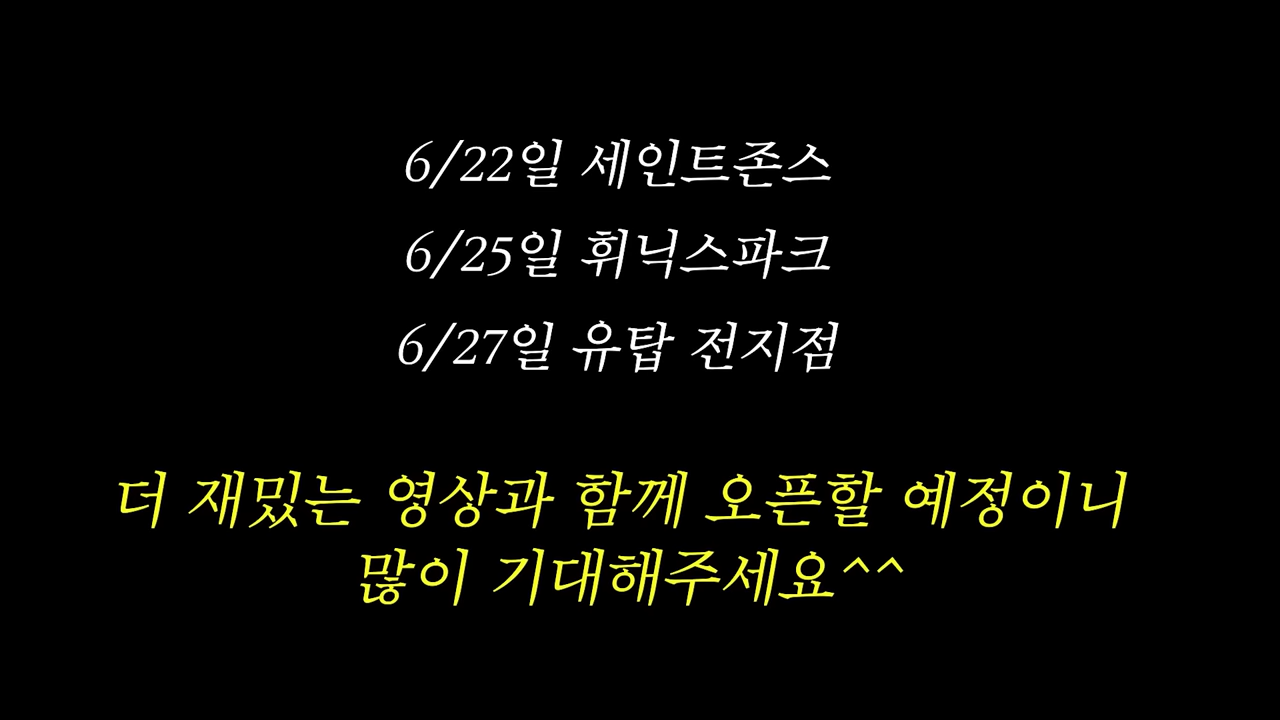 6/22일 세인트존스
6/25일 휘닉스파크
6/27일 유탑 전지점
더 재밌는 영상과 함께 오픈할 예정이니
많이 기대해주세요^^